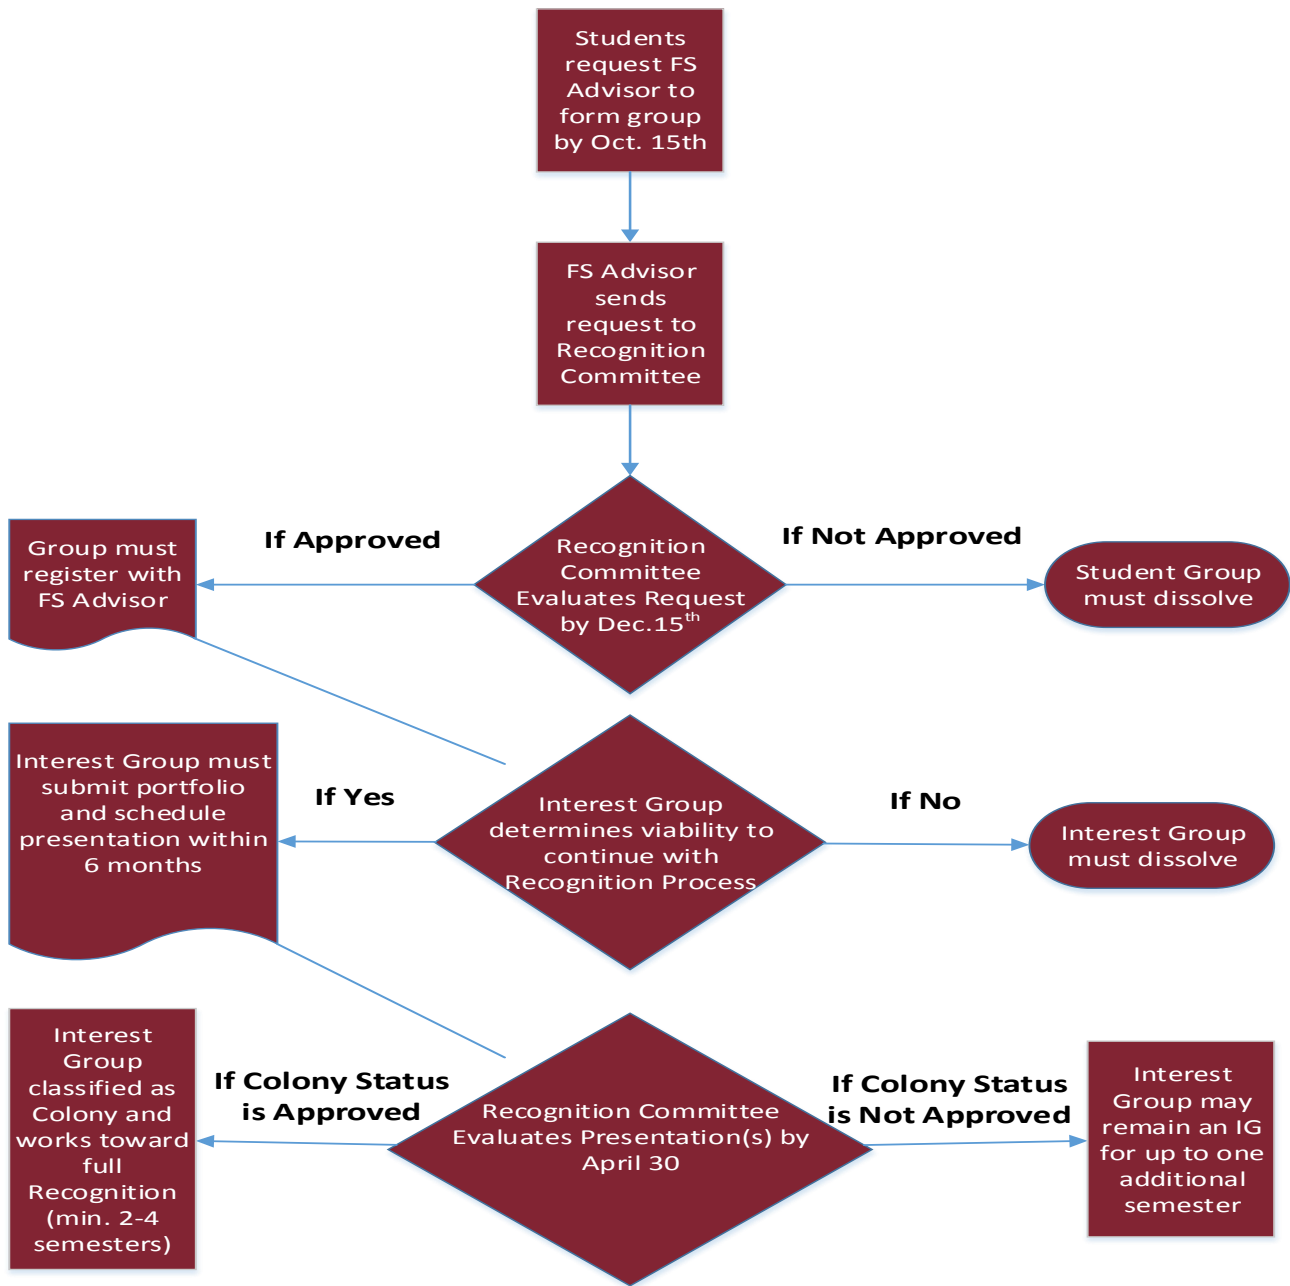 Students
request FS
Advisor to
form group
by Oct. 15th
FS Advisor
sends
request to
Recognition
Committee
Recognition
Committee
Evaluates Request
by Dec.15th
If Approved
If Not Approved
Group must
register with
FS Advisor
Student Group
must dissolve
Interest Group
determines viability to
continue with
Recognition Process
If Yes
If No
Interest Group must
submit portfolio
and schedule
presentation within
6 months
Interest Group
must dissolve
Recognition Committee
Evaluates Presentation(s) by
April 30
If Colony Status
is Approved
If Colony Status
is Not Approved
Interest
Group
classified as
Colony and
works toward
full
Recognition
(min. 2-4
semesters)
Interest
Group may
remain an IG
for up to one
additional
semester